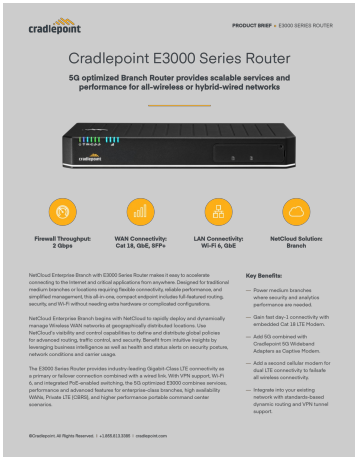 cradlepoint
PRODUCT BRIEF + E3000 SERIES ROUTER
Cradlepoint E3000 Series Router
5G optimized Branch Router provides scalable services and
performance for all-wireless or hybrid-wired networks
cradlepoint
Firewall Throughput:
2 Gbps
WAN Connectivity:
Cat 18, GbE, SFP+
LAN Connectivity:
Wi-Fi 6, GbE
NetCloud Solution:
Branch
NetCloud Enterprise Branch with E3000 Series Router makes it easy to accelerate
connecting to the Internet and critical applications from anywhere. Designed for traditional
medium branches or locations requiring flexible connectivity, reliable performance, and
simplified management, this all-in-one, compact endpoint includes full-featured routing,
security, and Wi-Fi without needing extra hardware or complicated configurations.
NetCloud Enterprise Branch begins with NetCloud to rapidly deploy and dynamically
manage Wireless WAN networks at geographically distributed locations. Use
NetCloud's viability and control capabilities to define and distribute global policies
for advanced routing, traffic control, and security. Benefit from intuitive insights by
leveraging business intelligence as well as health and status alerts on security posture,
network conditions and carrier usage.
The E3000 Series Router provides industry-leading Gigabit-Class LTE connectivity as
a primary or failover connection combined with a wired link. With VPN support, Wi-Fi
6, and integrated PoE-enabled switching, the 5G optimized E3000 combines services,
performance and advanced features for enterprise-class branches, high availability
WANs, Private LTE (CBRS), and higher performance portable command center
scenarios.
Key Benefits:
— Power medium branches
where security and analytics
performance are needed.
— Gain fast day-1 connectivity with
embedded Cat 18 LTE Modem.
— Add 5G combined with
Cradlepoint 5G Wideband
Adapters as Captive Modem.
— Add a second cellular modem for
dual LTE connectivity to failsafe
all wireless connectivity.
— Integrate into your existing
network with standards-based
dynamic routing and VPN tunnel
support
©Cradlepoint. All Rights Reserved. | +1.855.813.3385 | cradlepoint.com